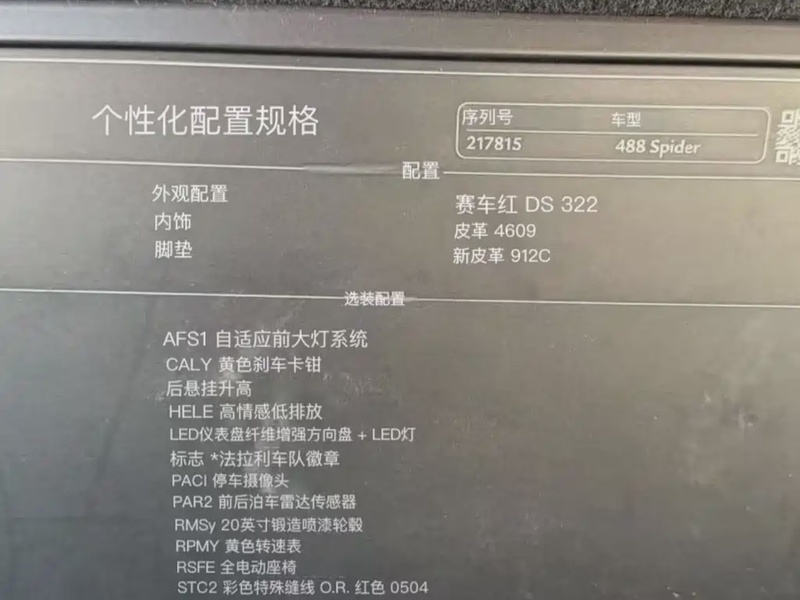 个性化配置规格
序列号 车型
217815 488 Spider
配置
外观配置 赛车红 DS 322
内饰 皮革 4609
脚垫 新皮革 912C
选装配置
AFS1 自适应前大灯系统
CALY 黄色刹车卡钳
后悬挂升高
HELE 高情感低排放
LED仪表盘纤维增强方向盘 + LED灯
标志 *法拉利车队徽章
PACI 停车摄像头
PAR2 前后泊车雷达传感器
RMSy 20英寸锻造喷漆轮毂
RPMY 黄色转速表
RSFE 全电动座椅
STC2 彩色特殊缝线 O.R. 红色 0504